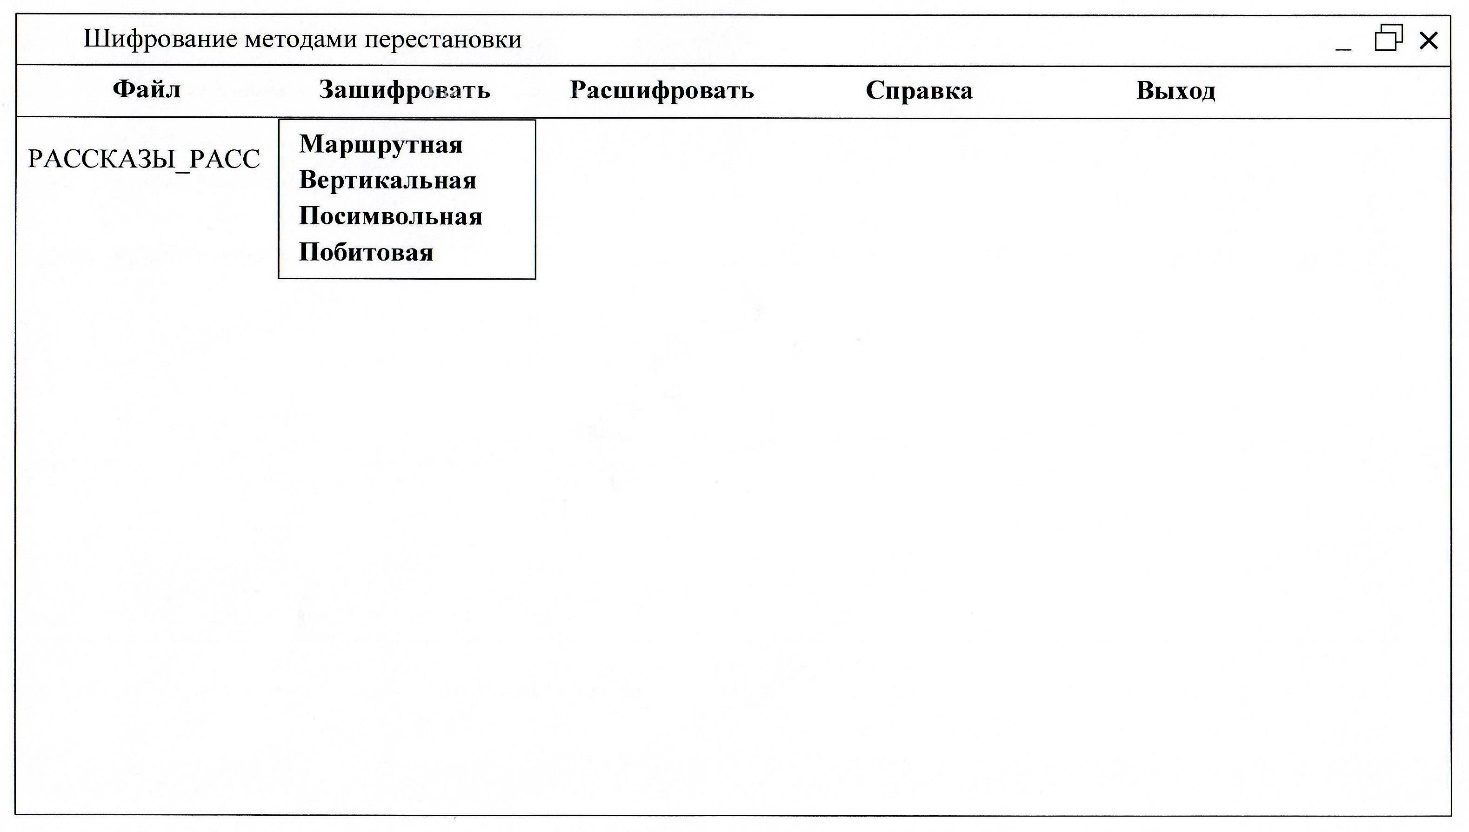 Шифрование методами перестановки
Файл Зашифровать Расшифровать Справка Выход
РАССКАЗЫ_РАСС
Маршрутная
Вертикальная
Посимвольная
Побитовая